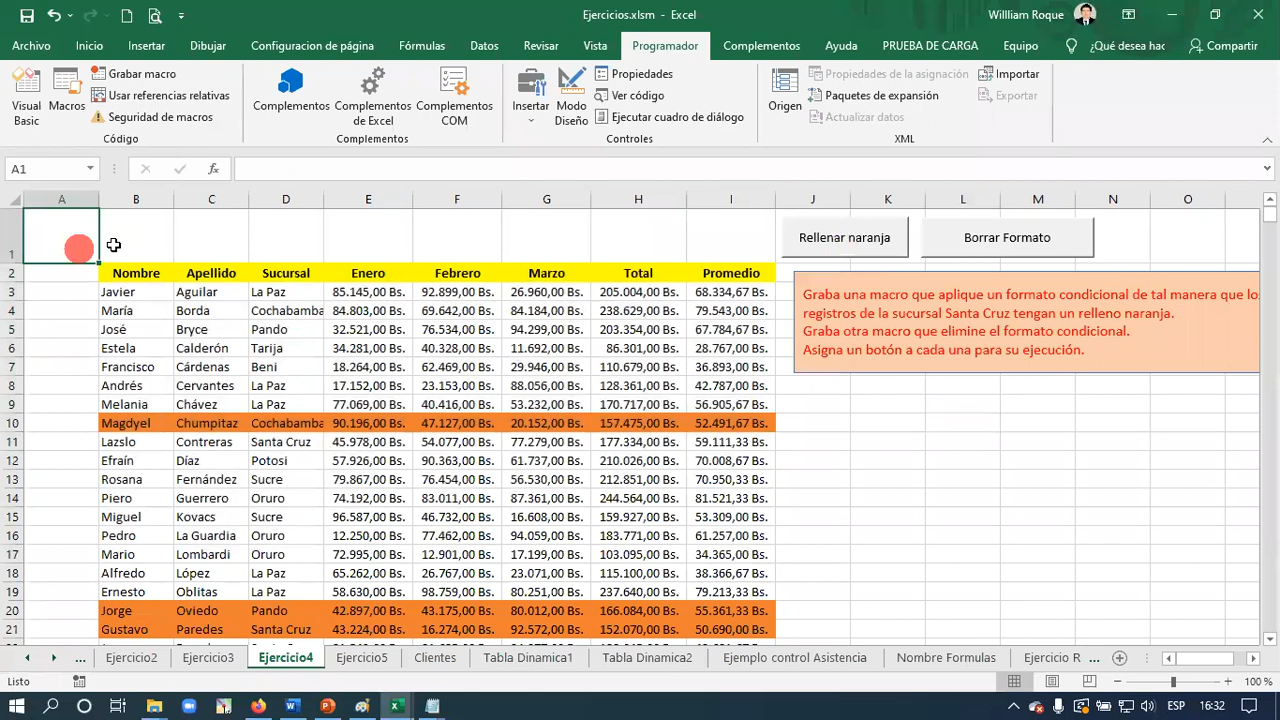 Ejercicios.xlsm - Excel
Willliam Roque
Archivo Inicio Insertar Dibujar Configuracion de página Fórmulas Datos Revisar Vista Programador Complementos Ayuda PRUEBA DE CARGA Equipo ¿Qué desea hac Compartir
Visual Basic
Macros
Grabar macro
Usar referencias relativas
Seguridad de macros
Código
Complementos
Complementos de Excel
Complementos COM
Complementos
Insertar
Modo Diseño
Propiedades
Ver código
Ejecutar cuadro de diálogo
Controles
Origen
Propiedades de la asignación
Paquetes de expansión
Actualizar datos
Importar
Exportar
XML
A1
fx
A B C D E F G H I J K L M N O
1
Rellenar naranja
Borrar Formato
2 Nombre Apellido Sucursal Enero Febrero Marzo Total Promedio
3 Javier Aguilar La Paz 85.145,00 Bs. 92.899,00 Bs. 26.960,00 Bs. 205.004,00 Bs. 68.334,67 Bs.
4 María Borda Cochabamba 84.803,00 Bs. 69.642,00 Bs. 84.184,00 Bs. 238.629,00 Bs. 79.543,00 Bs.
5 José Bryce Pando 32.521,00 Bs. 76.534,00 Bs. 94.299,00 Bs. 203.354,00 Bs. 67.784,67 Bs.
6 Estela Calderón Tarija 34.281,00 Bs. 40.328,00 Bs. 11.692,00 Bs. 86.301,00 Bs. 28.767,00 Bs.
7 Francisco Cárdenas Beni 18.264,00 Bs. 62.469,00 Bs. 29.946,00 Bs. 110.679,00 Bs. 36.893,00 Bs.
8 Andrés Cervantes La Paz 17.152,00 Bs. 23.153,00 Bs. 88.056,00 Bs. 128.361,00 Bs. 42.787,00 Bs.
9 Melania Chávez La Paz 77.069,00 Bs. 40.416,00 Bs. 53.232,00 Bs. 170.717,00 Bs. 56.905,67 Bs.
10 Magdyel Chumpitaz Cochabamba 90.196,00 Bs. 47.127,00 Bs. 20.152,00 Bs. 157.475,00 Bs. 52.491,67 Bs.
11 Lazslo Contreras Santa Cruz 45.978,00 Bs. 54.077,00 Bs. 77.279,00 Bs. 177.334,00 Bs. 59.111,33 Bs.
12 Efraín Díaz Potosi 57.926,00 Bs. 90.363,00 Bs. 61.737,00 Bs. 210.026,00 Bs. 70.008,67 Bs.
13 Rosana Fernández Sucre 79.867,00 Bs. 76.454,00 Bs. 56.530,00 Bs. 212.851,00 Bs. 70.950,33 Bs.
14 Piero Guerrero Oruro 74.192,00 Bs. 83.011,00 Bs. 87.361,00 Bs. 244.564,00 Bs. 81.521,33 Bs.
15 Miguel Kovacs Sucre 96.587,00 Bs. 46.732,00 Bs. 16.608,00 Bs. 159.927,00 Bs. 53.309,00 Bs.
16 Pedro La Guardia Oruro 12.250,00 Bs. 77.462,00 Bs. 94.059,00 Bs. 183.771,00 Bs. 61.257,00 Bs.
17 Mario Lombardi Oruro 72.995,00 Bs. 12.901,00 Bs. 17.199,00 Bs. 103.095,00 Bs. 34.365,00 Bs.
18 Alfredo López La Paz 65.262,00 Bs. 26.767,00 Bs. 23.071,00 Bs. 115.100,00 Bs. 38.366,67 Bs.
19 Ernesto Oblitas La Paz 58.630,00 Bs. 98.759,00 Bs. 80.251,00 Bs. 237.640,00 Bs. 79.213,33 Bs.
20 Jorge Oviedo Pando 42.897,00 Bs. 43.175,00 Bs. 80.012,00 Bs. 166.084,00 Bs. 55.361,33 Bs.
21 Gustavo Paredes Santa Cruz 43.224,00 Bs. 16.274,00 Bs. 92.572,00 Bs. 152.070,00 Bs. 50.690,00 Bs.
Graba una macro que aplique un formato condicional de tal manera que lo
registros de la sucursal Santa Cruz tengan un relleno naranja.
Graba otra macro que elimine el formato condicional.
Asigna un botón a cada una para su ejecución.
... Ejercicio2 Ejercicio3 Ejercicio4 Ejercicio5 Clientes Tabla Dinamica1 Tabla Dinamica2 Ejemplo control Asistencia Nombre Formulas Ejercicio R ...
Listo
100 %
ESP 16:32